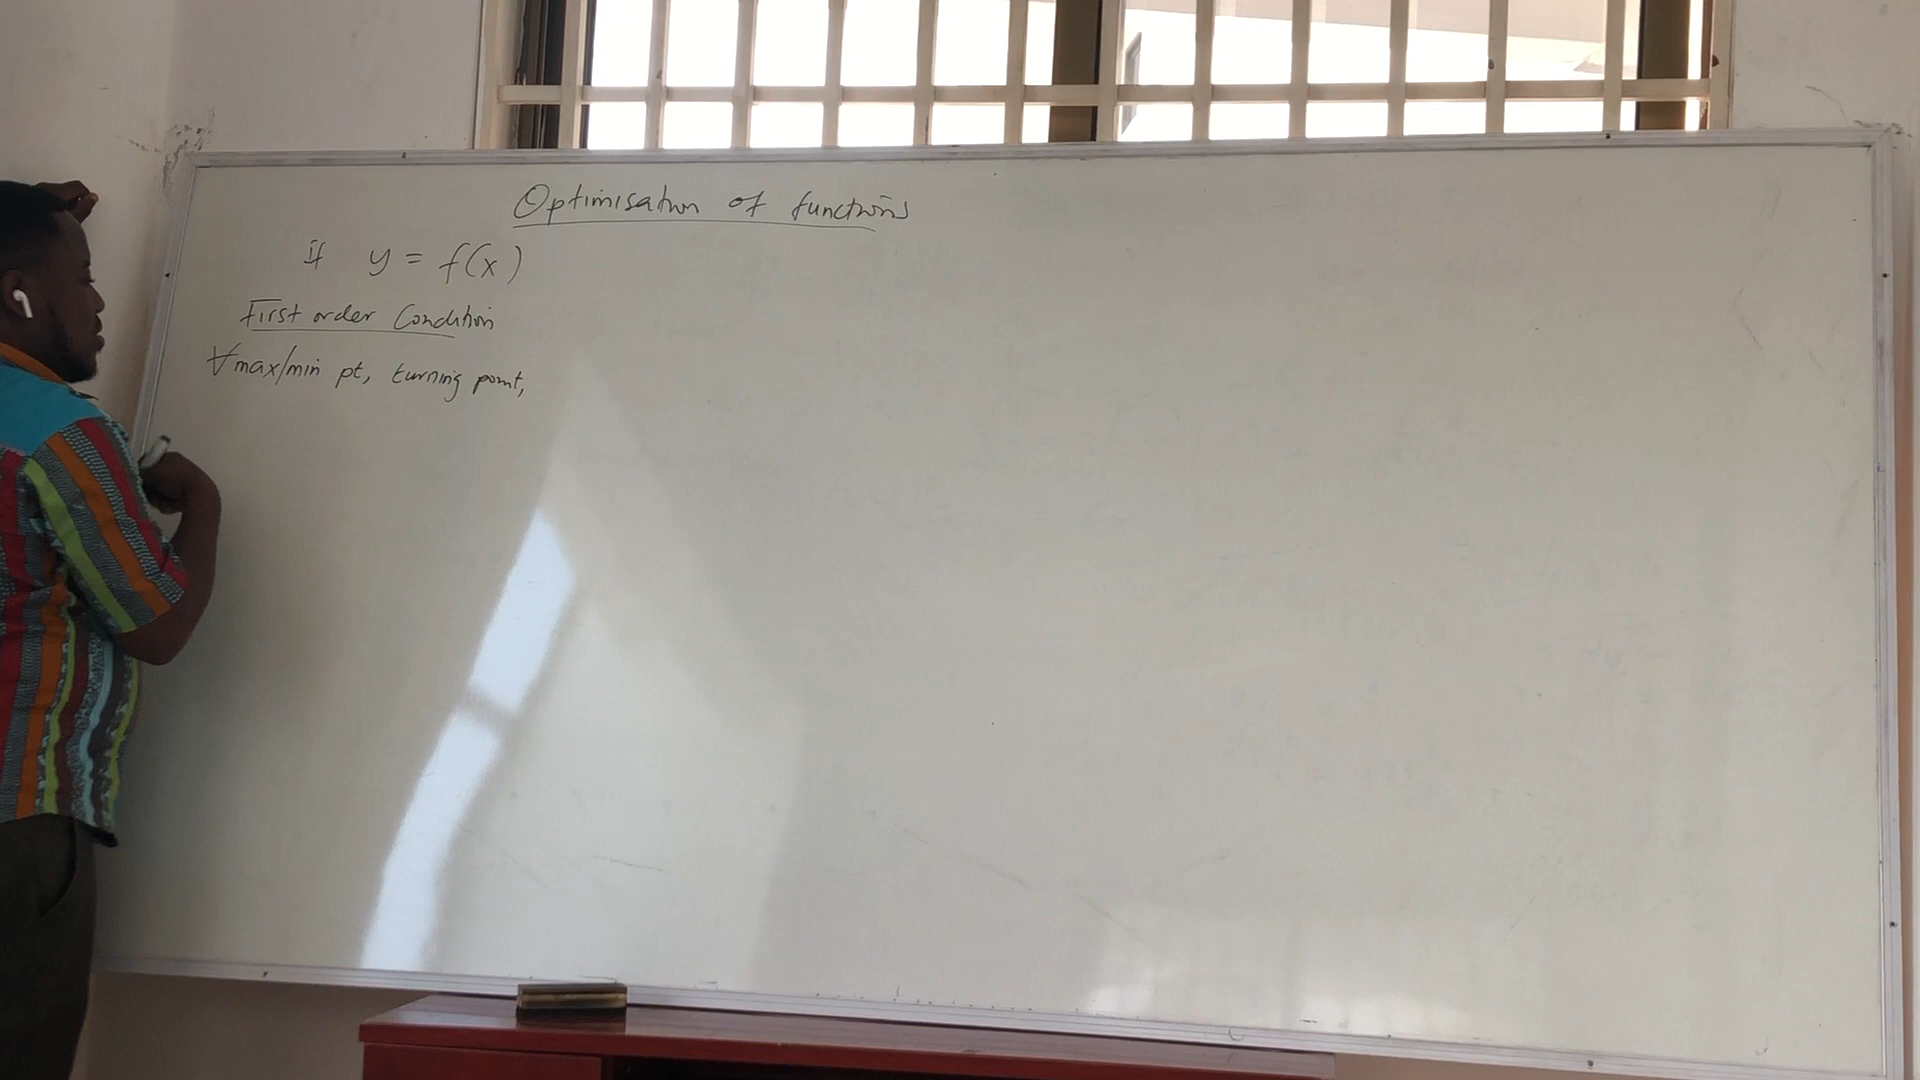 Optimisation of functions
If y = f(x)
First order Condition
∀ max/min pt, turning point,